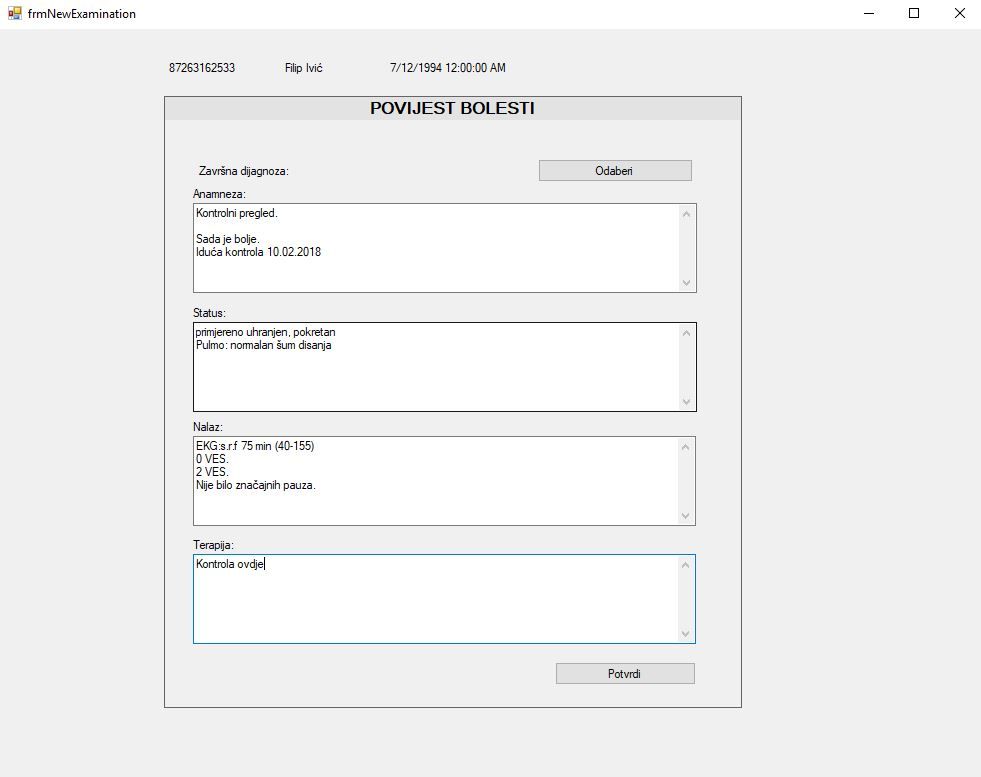 frmNewExamination
87263162533 Filip Ivić 7/12/1994 12:00:00 AM
POVIJEST BOLESTI
Završna dijagnoza: Odaberi
Anamneza:
Kontrolni pregled.
Sada je bolje.
Iduća kontrola 10.02.2018
Status:
primjereno uhranjen, pokretan
Pulmo: normalan šum disanja
Nalaz:
EKG:s.r.f 75 min (40-155)
0 VES.
2 VES.
Nije bilo značajnih pauza.
Terapija:
Kontrola ovdje
Potvrdi